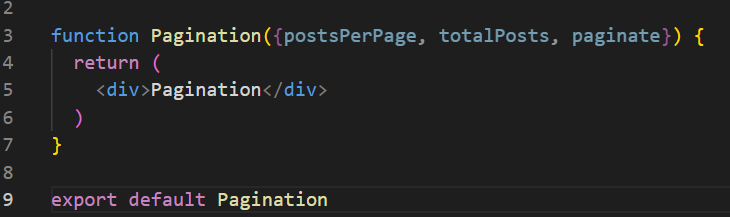 2
3 function Pagination({postsPerPage, totalPosts, paginate}) {
4   return (
5     <div>Pagination</div>
6   )
7 }
8
9 export default Pagination